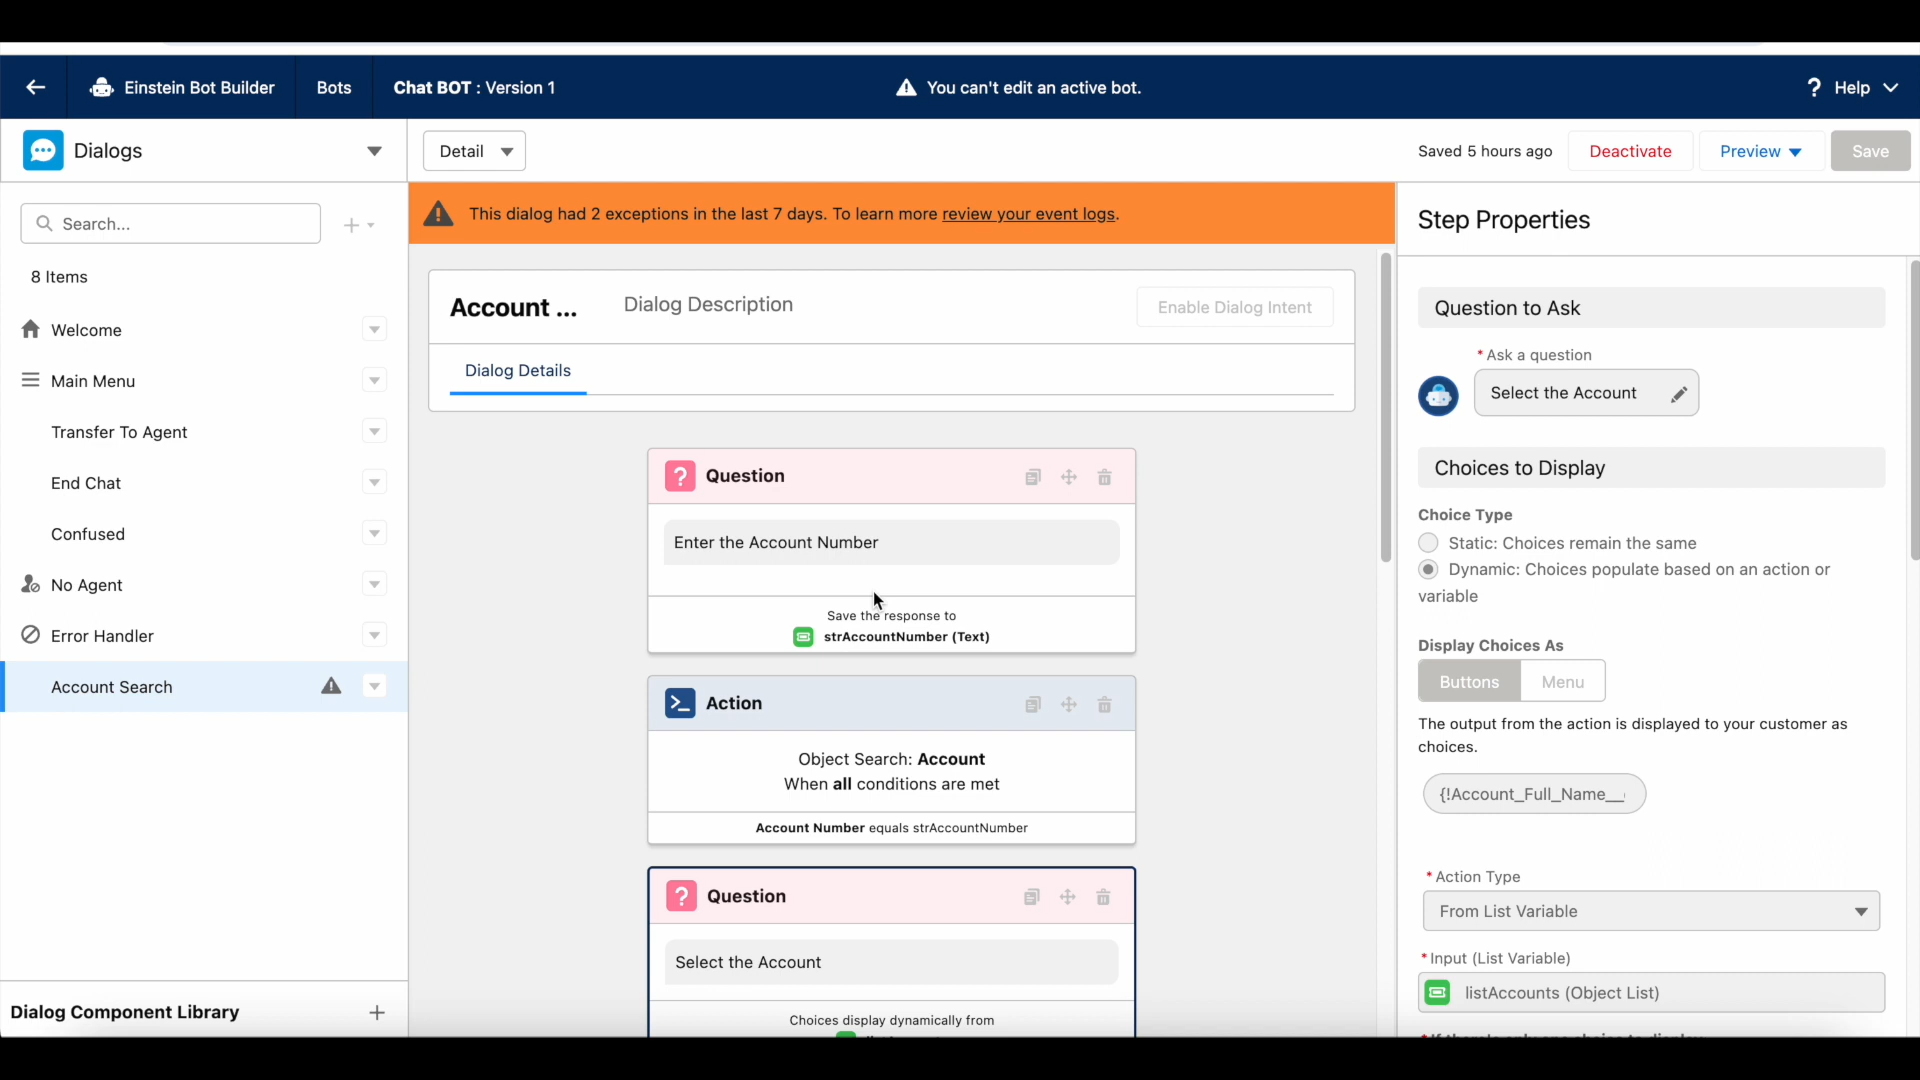 Einstein Bot Builder
Bots
Chat BOT : Version 1
You can't edit an active bot.
? Help
Dialogs
Detail
Saved 5 hours ago
Deactivate
Preview
Save
Search...
8 Items
Welcome
Main Menu
Transfer To Agent
End Chat
Confused
No Agent
Error Handler
Account Search
Dialog Component Library
This dialog had 2 exceptions in the last 7 days. To learn more review your event logs.
Account ...
Dialog Description
Enable Dialog Intent
Dialog Details
? Question
Enter the Account Number
Save the response to
strAccountNumber (Text)
Action
Object Search: Account
When all conditions are met
Account Number equals strAccountNumber
? Question
Select the Account
Choices display dynamically from
Step Properties
Question to Ask
* Ask a question
Select the Account
Choices to Display
Choice Type
Static: Choices remain the same
Dynamic: Choices populate based on an action or
variable
Display Choices As
Buttons
Menu
The output from the action is displayed to your customer as
choices.
{!Account_Full_Name__
* Action Type
From List Variable
* Input (List Variable)
listAccounts (Object List)